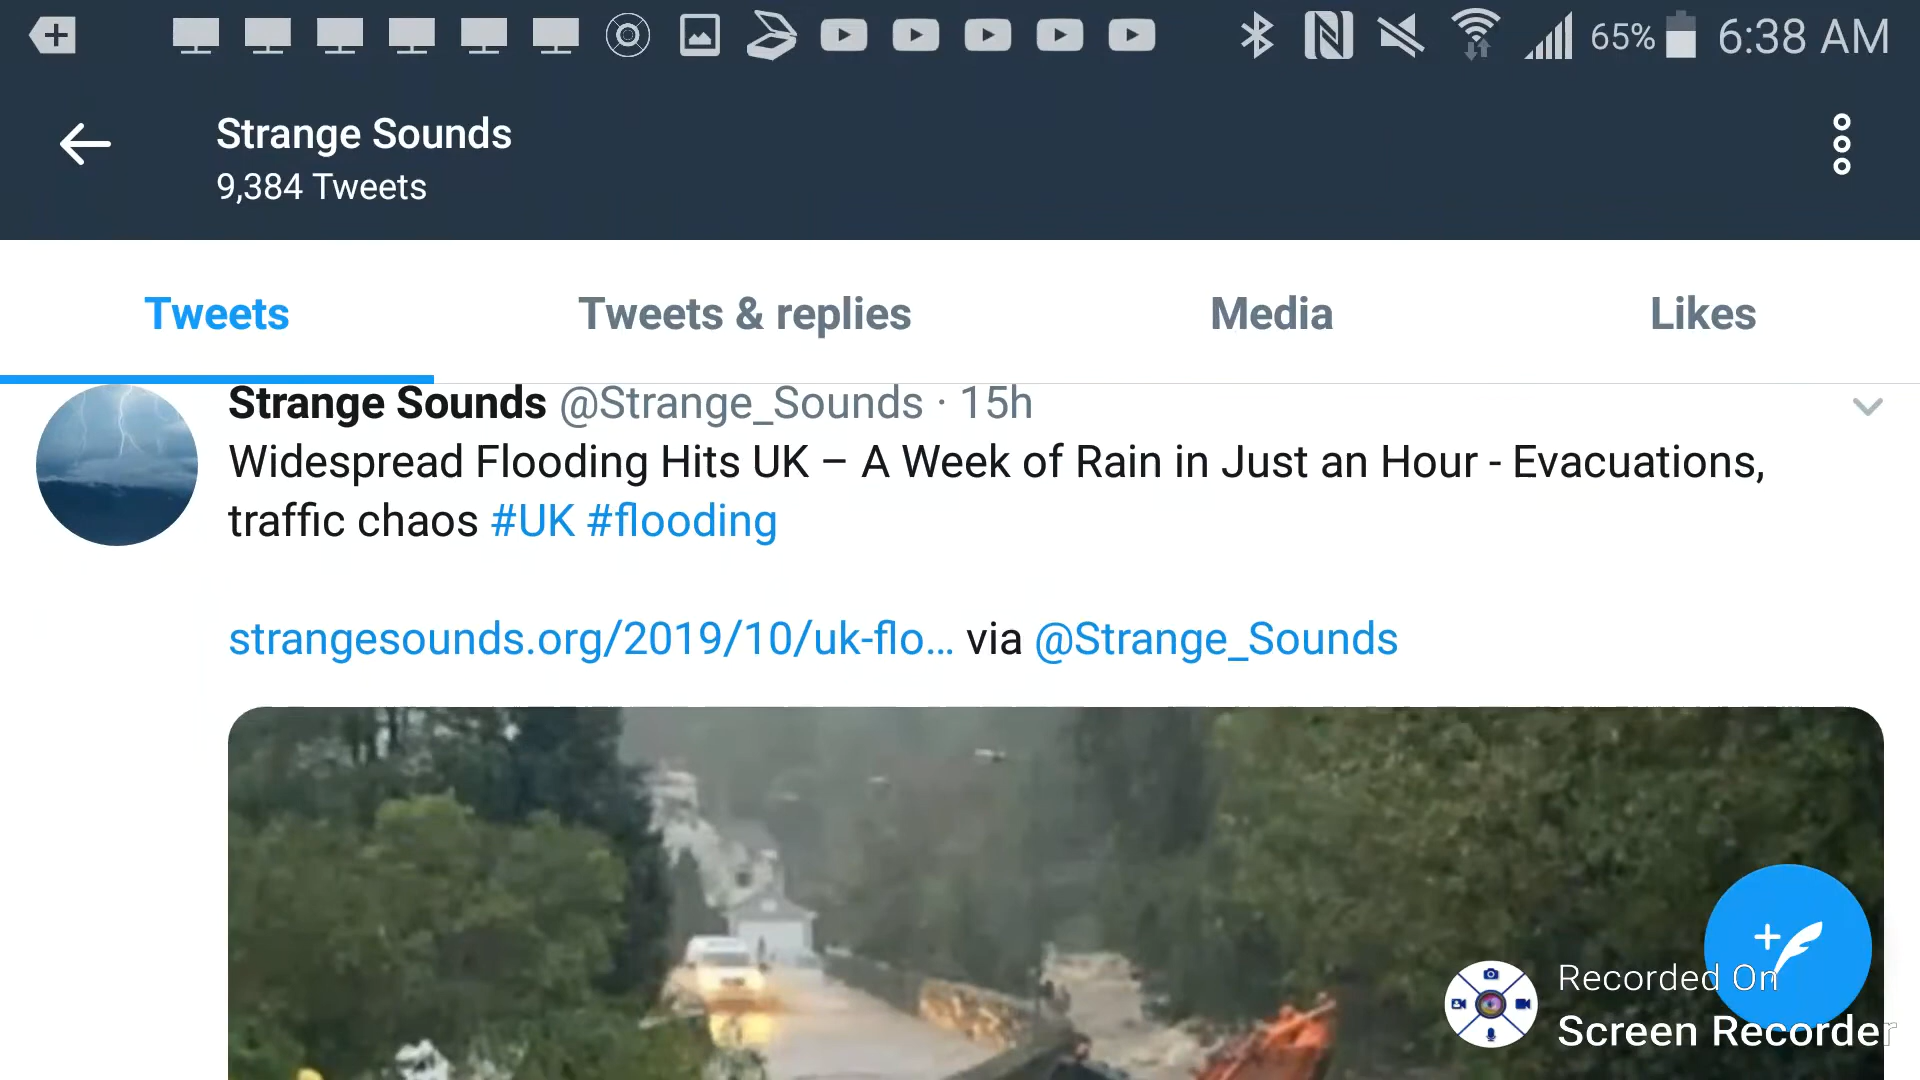 65% 6:38 AM
Strange Sounds
9,384 Tweets
Tweets Tweets & replies Media Likes
Strange Sounds @Strange_Sounds · 15h
Widespread Flooding Hits UK – A Week of Rain in Just an Hour - Evacuations,
traffic chaos #UK #flooding
strangesounds.org/2019/10/uk-flo... via @Strange_Sounds
Recorded On
Screen Recorder